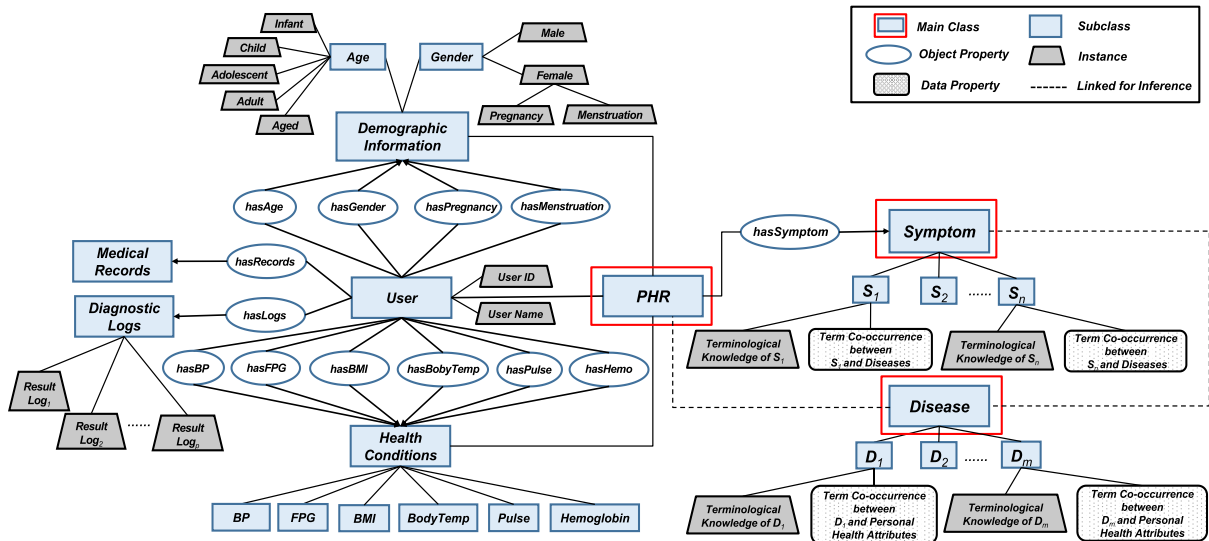 Infant
Child
Adolescent
Adult
Aged
Age
Gender
Male
Female
Pregnancy
Menstruation
Demographic
Information
hasAge
hasGender
hasPregnancy
hasMenstruation
Medical
Records
hasRecords
Diagnostic
Logs
hasLogs
User
User ID
User Name
PHR
hasSymptom
Symptom
Result
Log1
Result
Log2
......
Result
Logp
hasBP
hasFPG
hasBMI
hasBobyTemp
hasPulse
hasHemo
Health
Conditions
BP
FPG
BMI
BodyTemp
Pulse
Hemoglobin
S1
S2
......
Sn
Terminological
Knowledge of S1
Term Co-occurrence
between
S1 and Diseases
Terminological
Knowledge of Sn
Term Co-occurrence
between
Sn and Diseases
Disease
D1
D2
......
Dm
Terminological
Knowledge of D1
Term Co-occurrence
between
D1 and Personal
Health Attributes
Terminological
Knowledge of Dm
Term Co-occurrence
between
Dm and Personal
Health Attributes
Main Class
Subclass
Object Property
Instance
Data Property
Linked for Inference